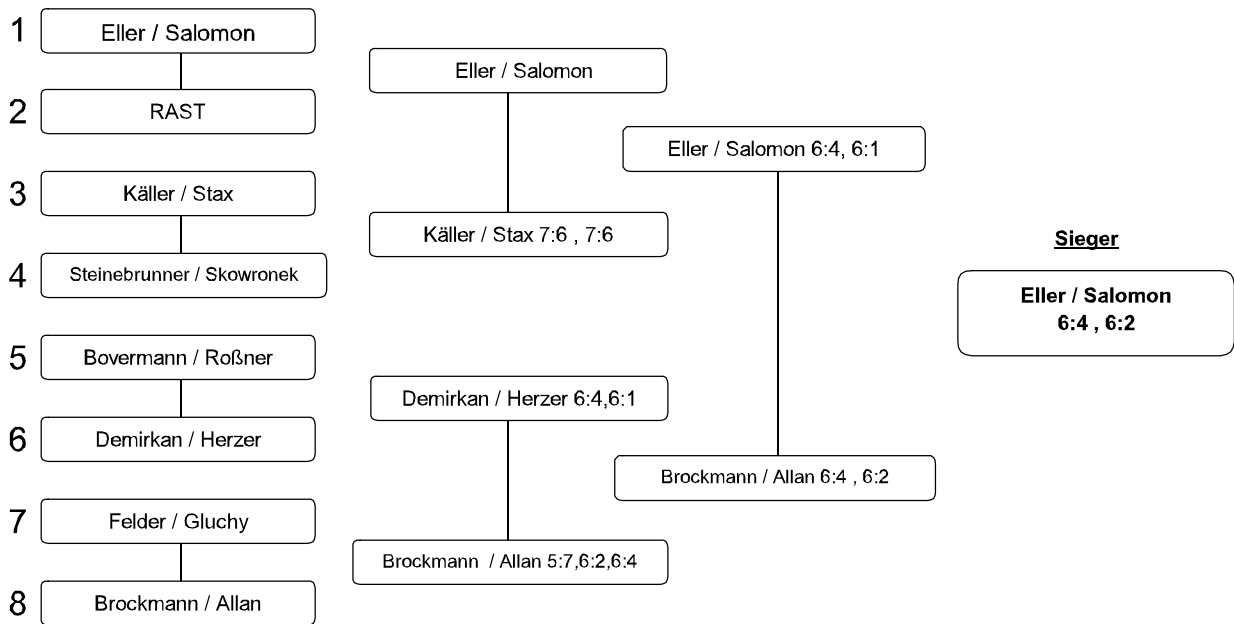 1 Eller / Salomon
2 RAST
3 Käller / Stax
4 Steinebrunner / Skowronek
5 Bovermann / Roßner
6 Demirkan / Herzer
7 Felder / Gluchy
8 Brockmann / Allan
Eller / Salomon
Käller / Stax 7:6 , 7:6
Demirkan / Herzer 6:4,6:1
Brockmann / Allan 5:7,6:2,6:4
Eller / Salomon 6:4, 6:1
Brockmann / Allan 6:4 , 6:2
Sieger
Eller / Salomon
6:4 , 6:2